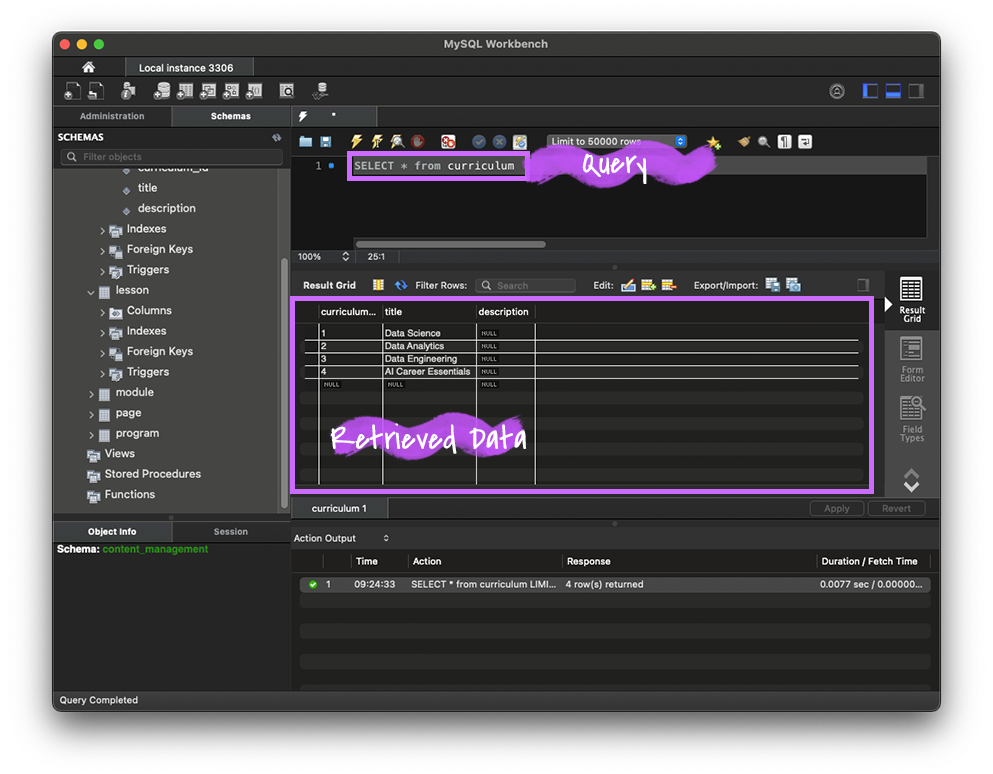 MySQL Workbench
Local instance 3306
Administration
Schemas
SCHEMAS
Filter objects
curriculum_id
title
description
Indexes
Foreign Keys
Triggers
lesson
Columns
Indexes
Foreign Keys
Triggers
module
page
program
Views
Stored Procedures
Functions
Object Info
Session
Schema: content_management
Limit to 50000 rows
1
SELECT * from curriculum
Query
100%
25:1
Result Grid
Filter Rows:
Search
Edit:
Export/Import:
curriculum... title description
1 Data Science NULL
2 Data Analytics NULL
3 Data Engineering NULL
4 AI Career Essentials NULL
NULL NULL NULL
Retrieved Data
Result
Grid
Form
Editor
Field
Types
curriculum 1
Apply
Revert
Action Output
Time Action Response Duration / Fetch Time
1 09:24:33 SELECT * from curriculum LIMI... 4 row(s) returned 0.0077 sec / 0.00000...
Query Completed